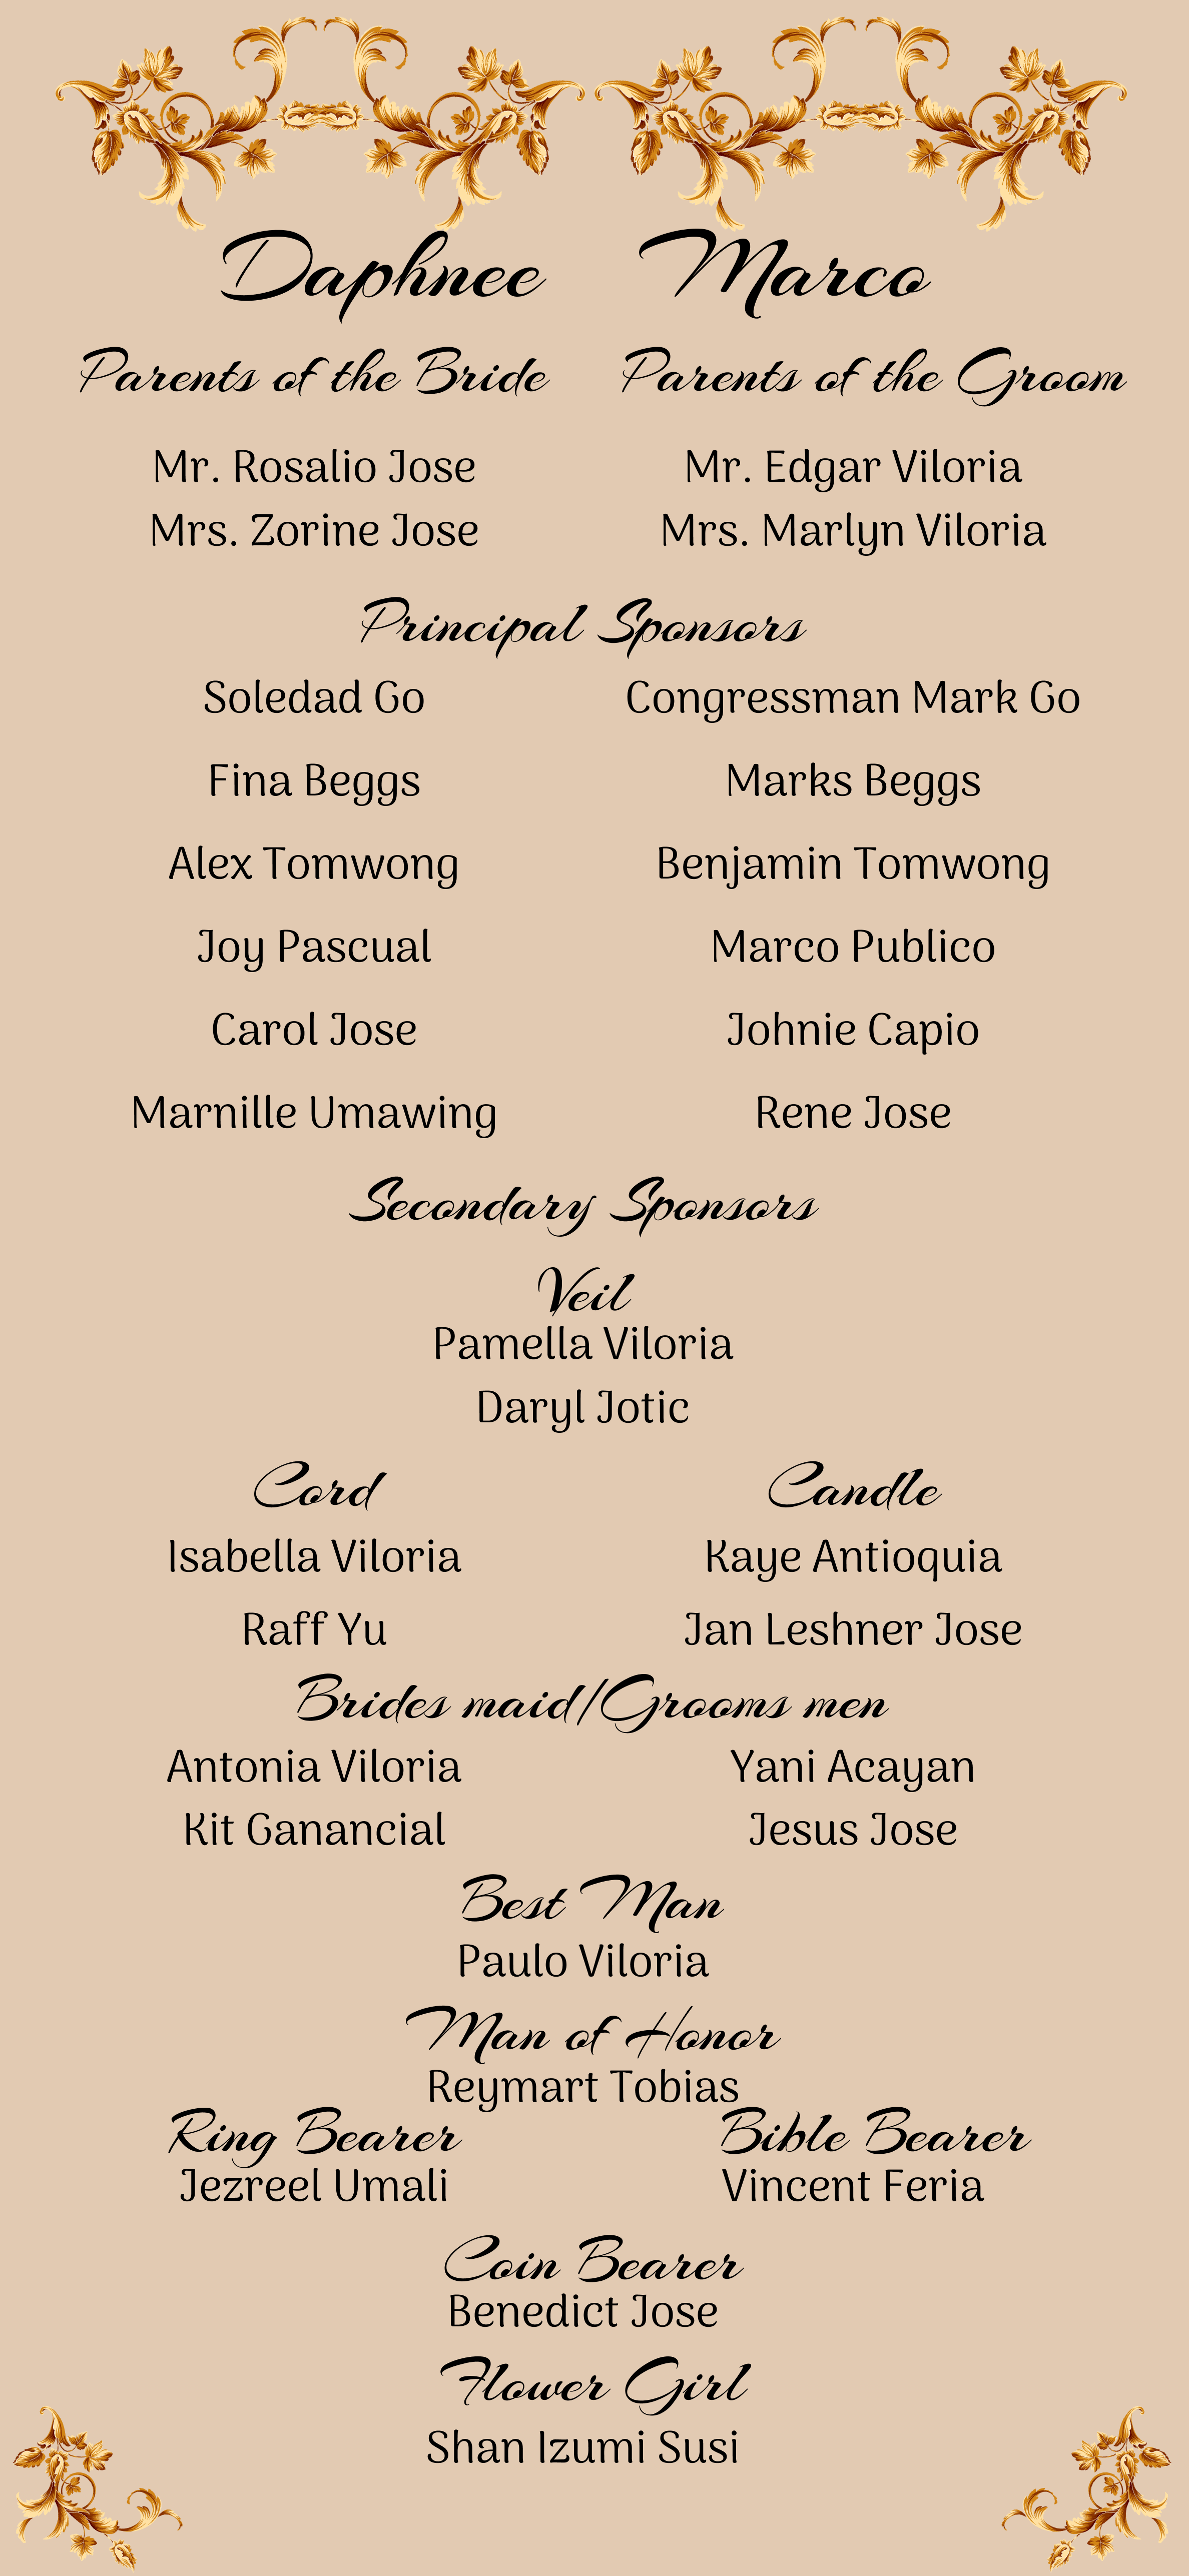 Daphnee Marco
Parents of the Bride Parents of the Groom
Mr. Rosalio Jose Mr. Edgar Viloria
Mrs. Zorine Jose Mrs. Marlyn Viloria
Principal Sponsors
Soledad Go Congressman Mark Go
Fina Beggs Marks Beggs
Alex Tomwong Benjamin Tomwong
Joy Pascual Marco Publico
Carol Jose Johnie Capio
Marnille Umawing Rene Jose
Secondary Sponsors
Veil
Pamella Viloria
Daryl Jotic
Cord Candle
Isabella Viloria Kaye Antioquia
Raff Yu Jan Leshner Jose
Brides maid/Grooms men
Antonia Viloria Yani Acayan
Kit Ganancial Jesus Jose
Best Man
Paulo Viloria
Man of Honor
Reymart Tobias
Ring Bearer Bible Bearer
Jezreel Umali Vincent Feria
Coin Bearer
Benedict Jose
Flower Girl
Shan Izumi Susi